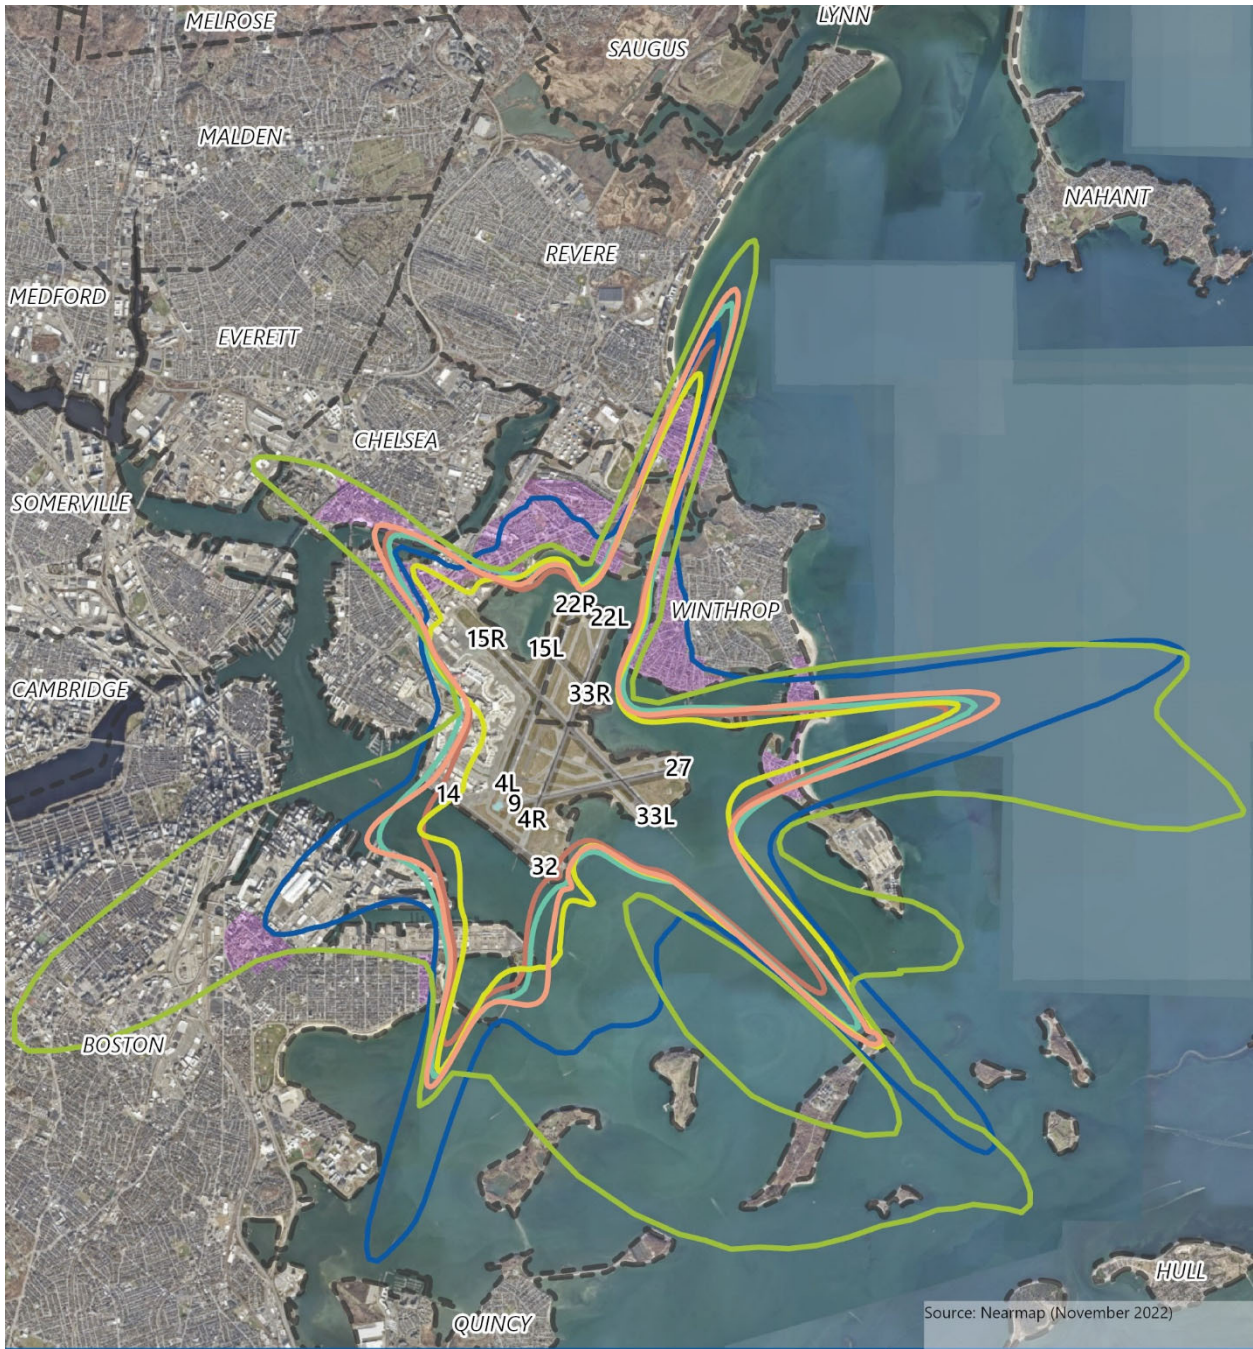 LYNN
MELROSE
SAUGUS
MALDEN
NAHANT
REVERE
MEDFORD
EVERETT
CHELSEA
SOMERVILLE
22R
22L
WINTHROP
15R
15L
CAMBRIDGE
33R
27
4L
14
9
4R
33L
32
BOSTON
HULL
Source: Nearmap (November 2022)
QUINCY